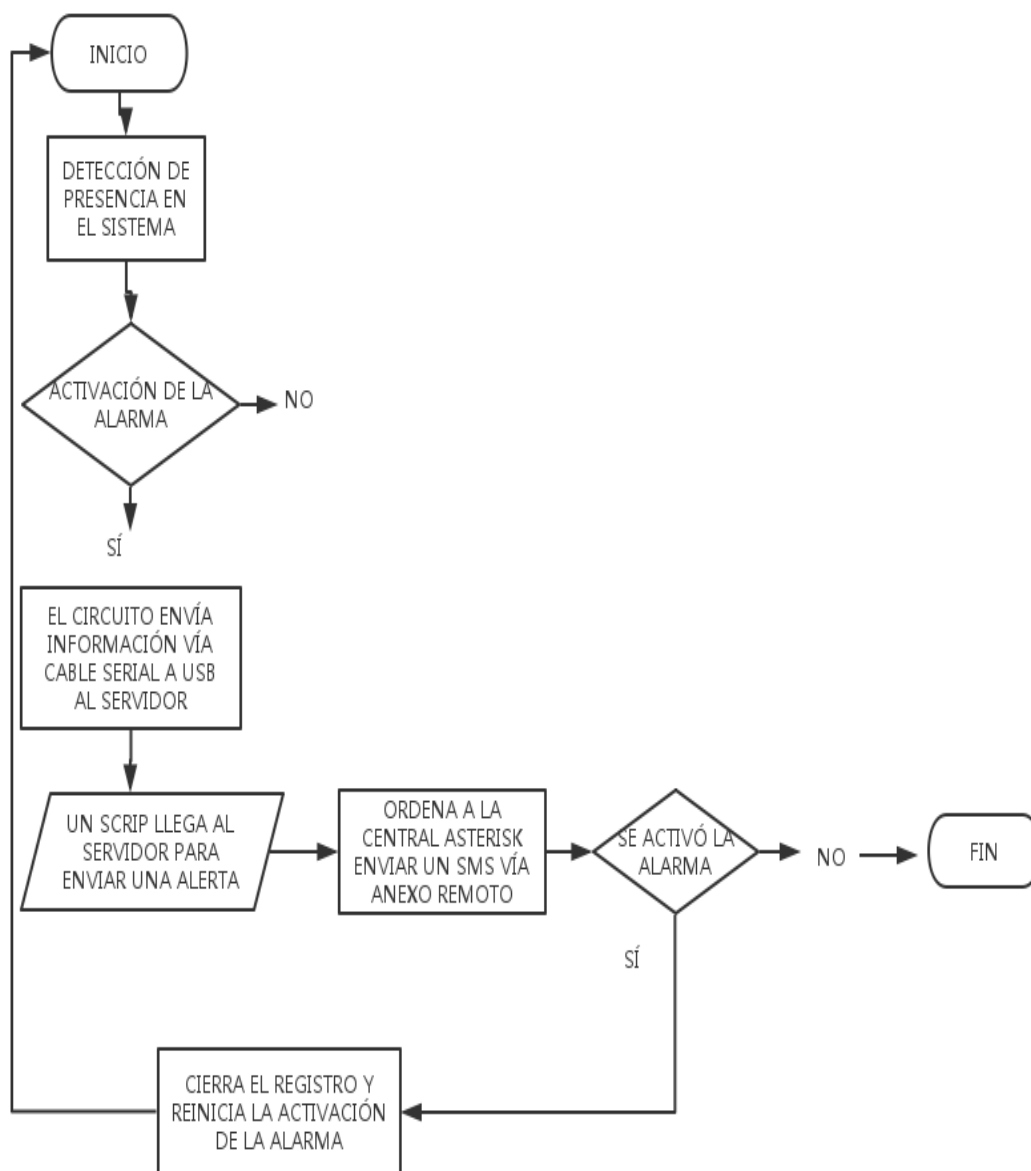 INICIO
DETECCIÓN DE
PRESENCIA EN
EL SISTEMA
ACTIVACIÓN DE LA
ALARMA
NO
SÍ
EL CIRCUITO ENVÍA
INFORMACIÓN VÍA
CABLE SERIAL A USB
AL SERVIDOR
UN SCRIP LLEGA AL
SERVIDOR PARA
ENVIAR UNA ALERTA
ORDENA A LA
CENTRAL ASTERISK
ENVIAR UN SMS VÍA
ANEXO REMOTO
SE ACTIVÓ LA
ALARMA
NO
FIN
SÍ
CIERRA EL REGISTRO Y
REINICIA LA ACTIVACIÓN
DE LA ALARMA